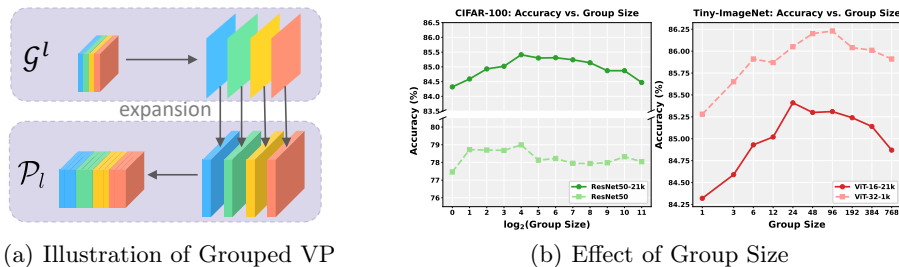 𝒢^l
expansion
𝒫_l
(a) Illustration of Grouped VP
CIFAR-100: Accuracy vs. Group Size
Accuracy (%)
86.5
86.0
85.5
85.0
84.5
84.0
83.5
80
79
78
77
76
ResNet50-21k
ResNet50
0 1 2 3 4 5 6 7 8 9 10 11
log₂(Group Size)
Tiny-ImageNet: Accuracy vs. Group Size
Accuracy (%)
86.25
86.00
85.75
85.50
85.25
85.00
84.75
84.50
84.25
ViT-16-21k
ViT-32-1k
1 3 6 12 24 48 96 192 384 768
Group Size
(b) Effect of Group Size